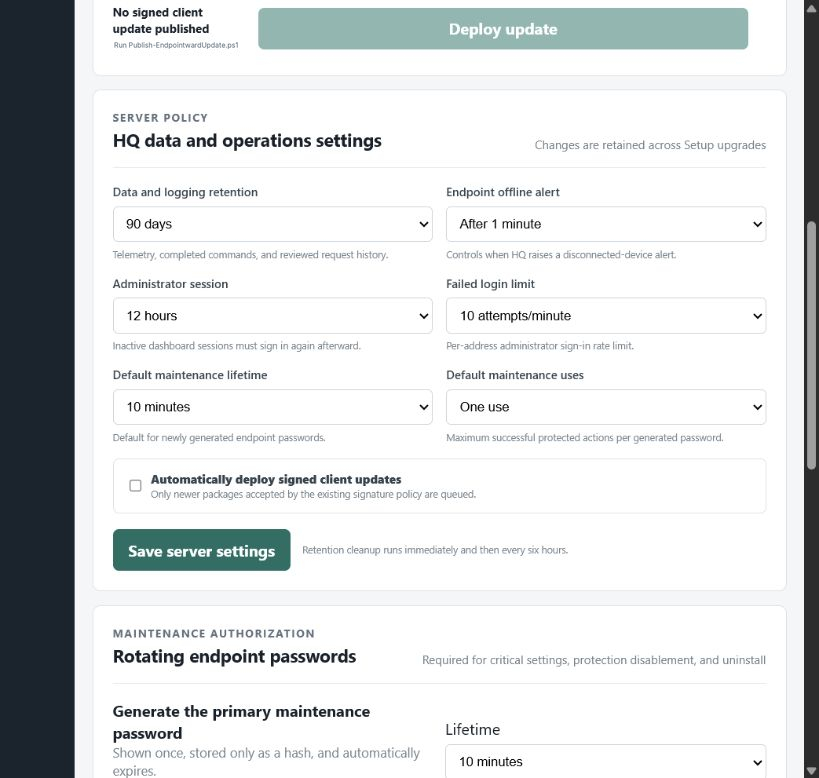 No signed client
update published
Run Publish-EndpointwardUpdate.ps1
Deploy update
SERVER POLICY
HQ data and operations settings
Changes are retained across Setup upgrades
Data and logging retention
90 days
Telemetry, completed commands, and reviewed request history.
Endpoint offline alert
After 1 minute
Controls when HQ raises a disconnected-device alert.
Administrator session
12 hours
Inactive dashboard sessions must sign in again afterward.
Failed login limit
10 attempts/minute
Per-address administrator sign-in rate limit.
Default maintenance lifetime
10 minutes
Default for newly generated endpoint passwords.
Default maintenance uses
One use
Maximum successful protected actions per generated password.
Automatically deploy signed client updates
Only newer packages accepted by the existing signature policy are queued.
Save server settings
Retention cleanup runs immediately and then every six hours.
MAINTENANCE AUTHORIZATION
Rotating endpoint passwords
Required for critical settings, protection disablement, and uninstall
Generate the primary maintenance
password
Shown once, stored only as a hash, and automatically
expires.
Lifetime
10 minutes